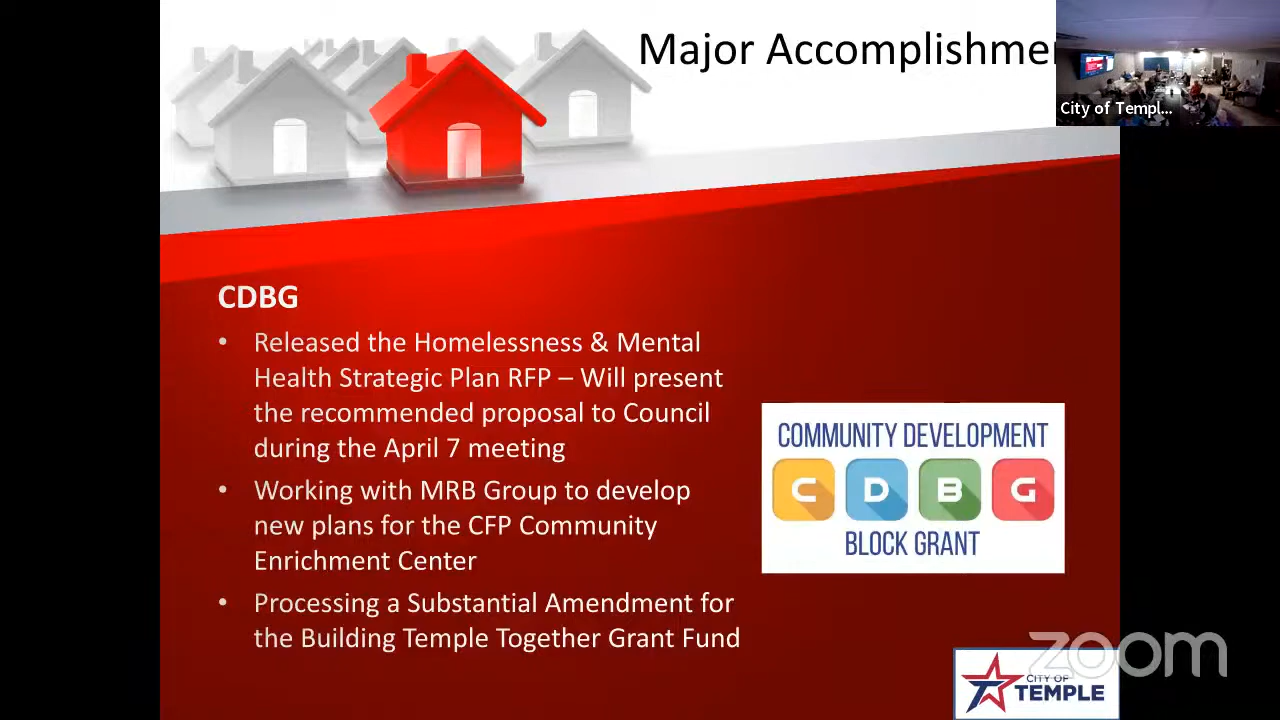 Major Accomplishmen
City of Templ...
CDBG
• Released the Homelessness & Mental
Health Strategic Plan RFP – Will present
the recommended proposal to Council
during the April 7 meeting
• Working with MRB Group to develop
new plans for the CFP Community
Enrichment Center
• Processing a Substantial Amendment for
the Building Temple Together Grant Fund
COMMUNITY DEVELOPMENT
C D B G
BLOCK GRANT
zoom
CITY OF
TEMPLE